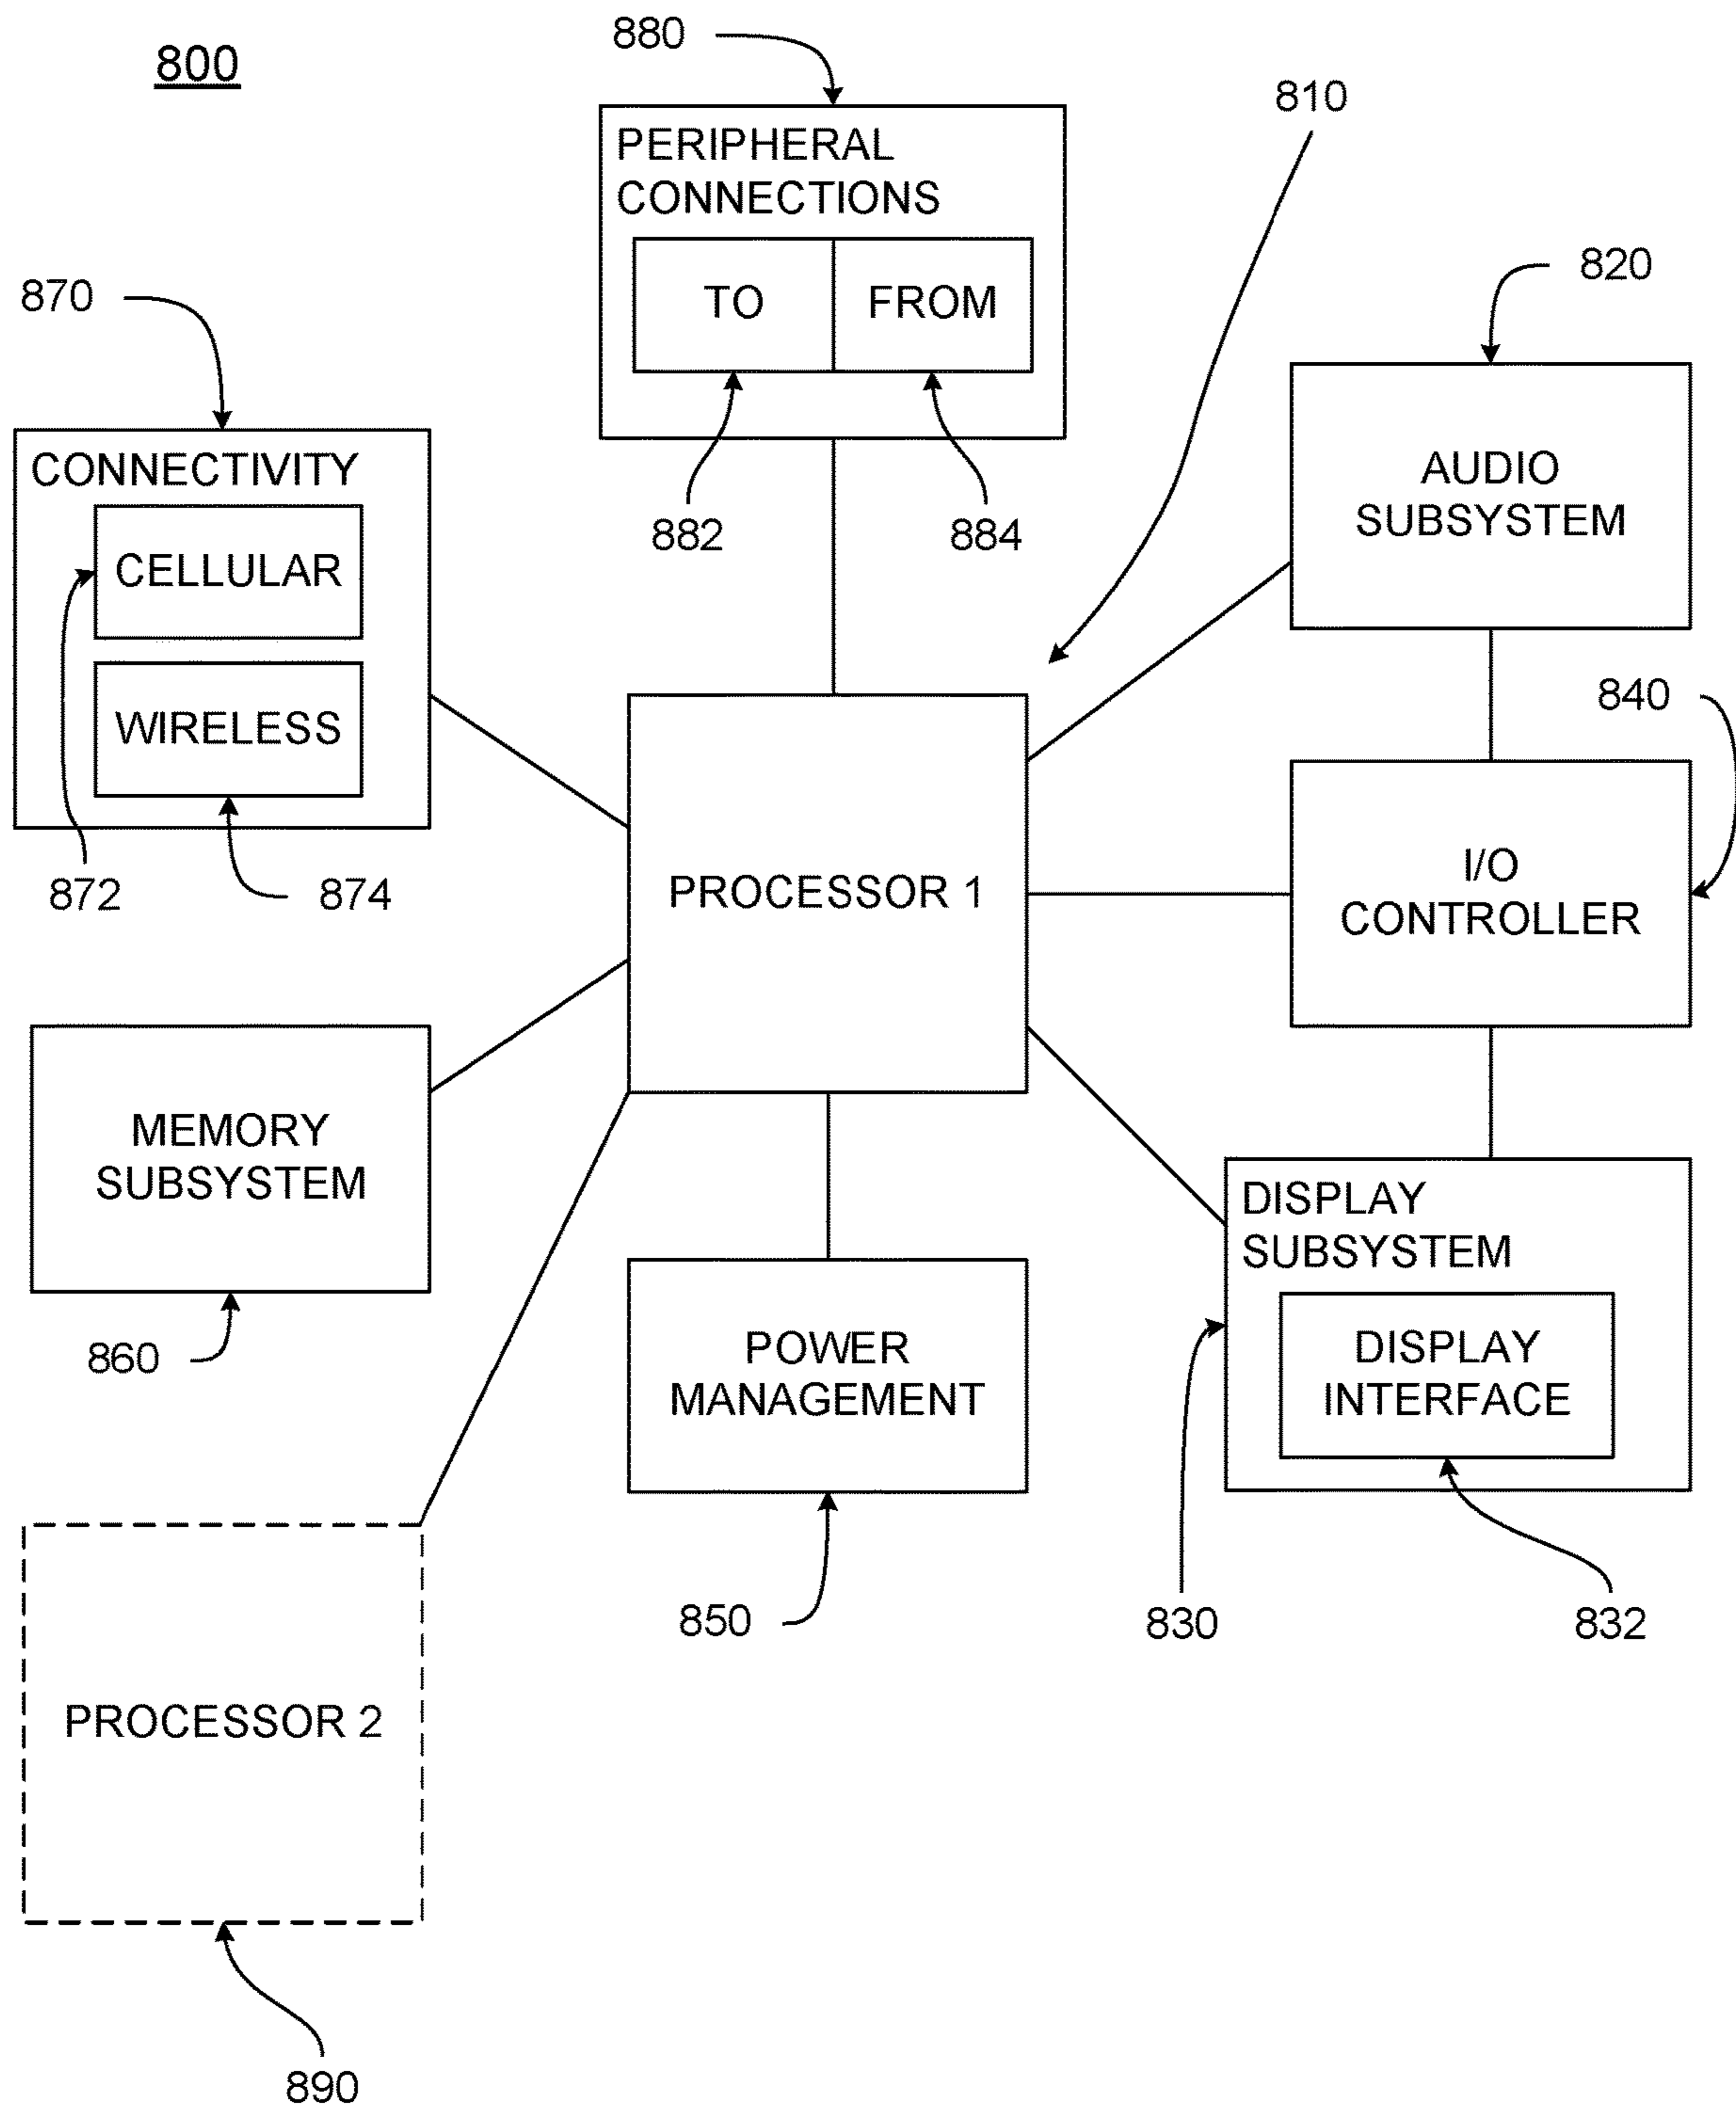 800
880
810
PERIPHERAL
CONNECTIONS
TO
FROM
882
884
820
AUDIO
SUBSYSTEM
870
CONNECTIVITY
CELLULAR
WIRELESS
872
874
840
PROCESSOR 1
I/O
CONTROLLER
MEMORY
SUBSYSTEM
860
POWER
MANAGEMENT
850
DISPLAY
SUBSYSTEM
DISPLAY
INTERFACE
830
832
PROCESSOR 2
890